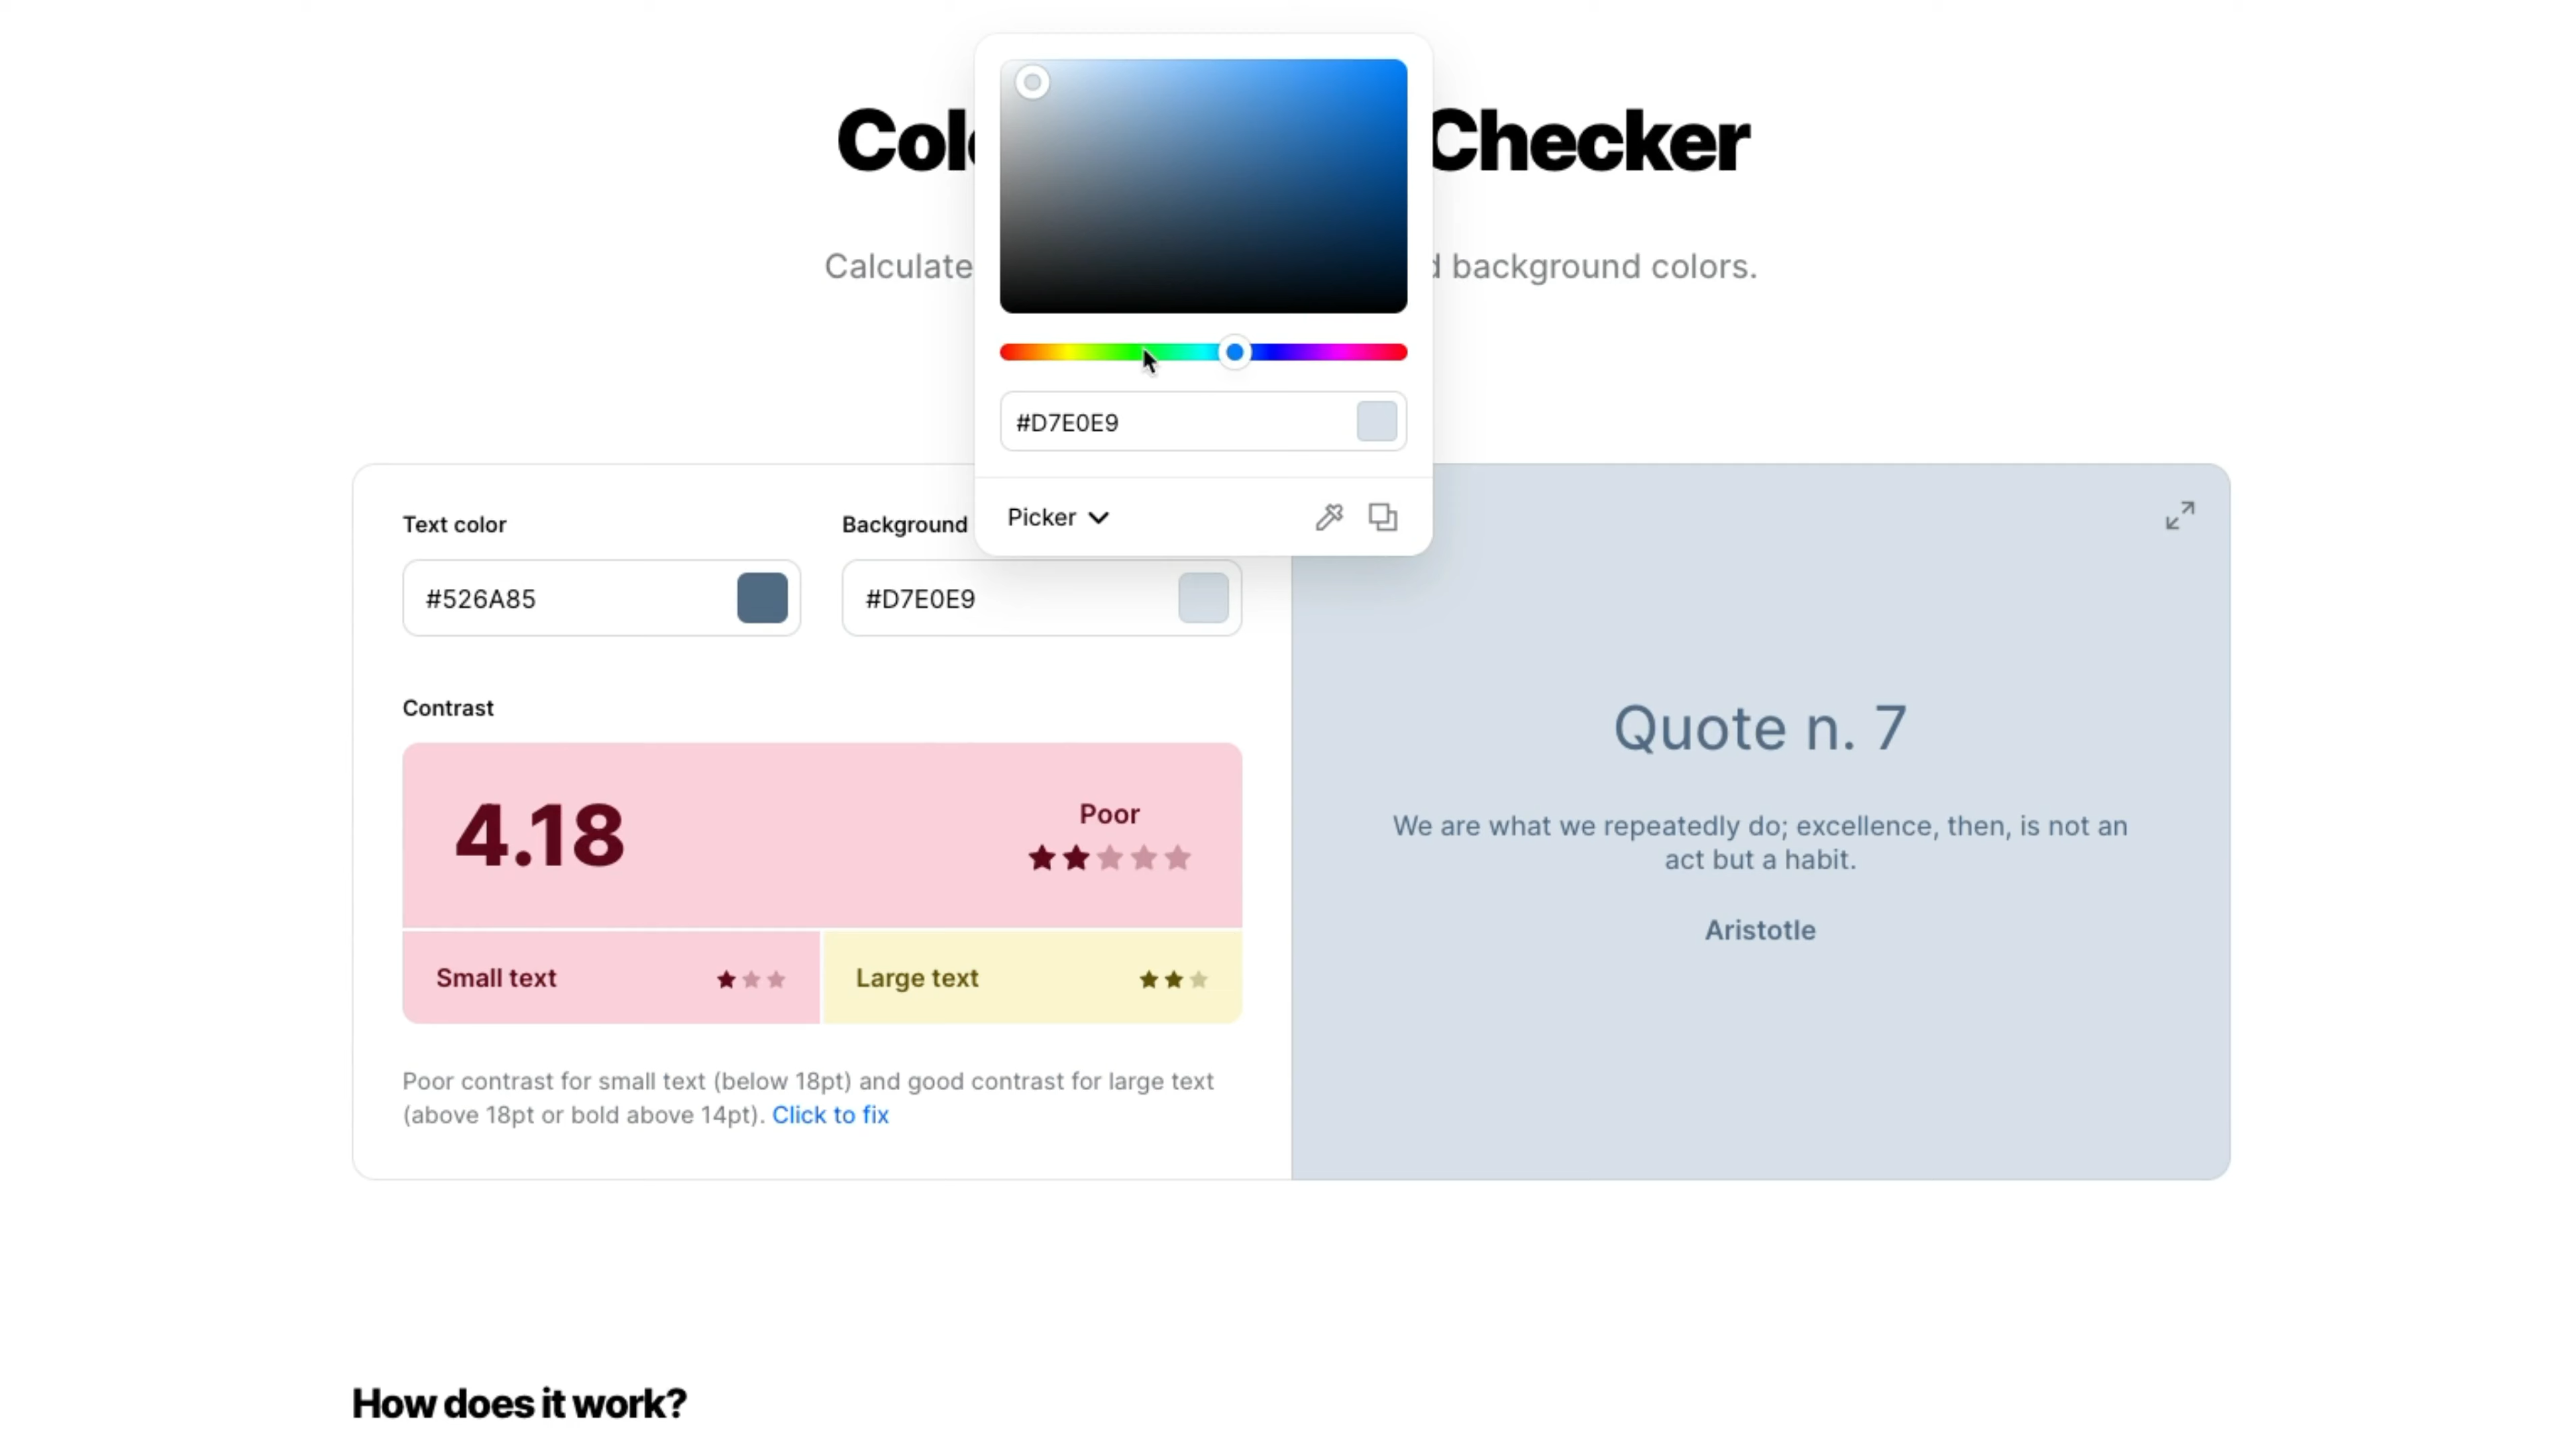 Checker
Calculate
background colors.
#D7E0E9
Picker
Text color
Background
#526A85
#D7E0E9
Contrast
4.18
Poor
Small text
Large text
Poor contrast for small text (below 18pt) and good contrast for large text
(above 18pt or bold above 14pt). Click to fix
Quote n. 7
We are what we repeatedly do; excellence, then, is not an
act but a habit.
Aristotle
How does it work?